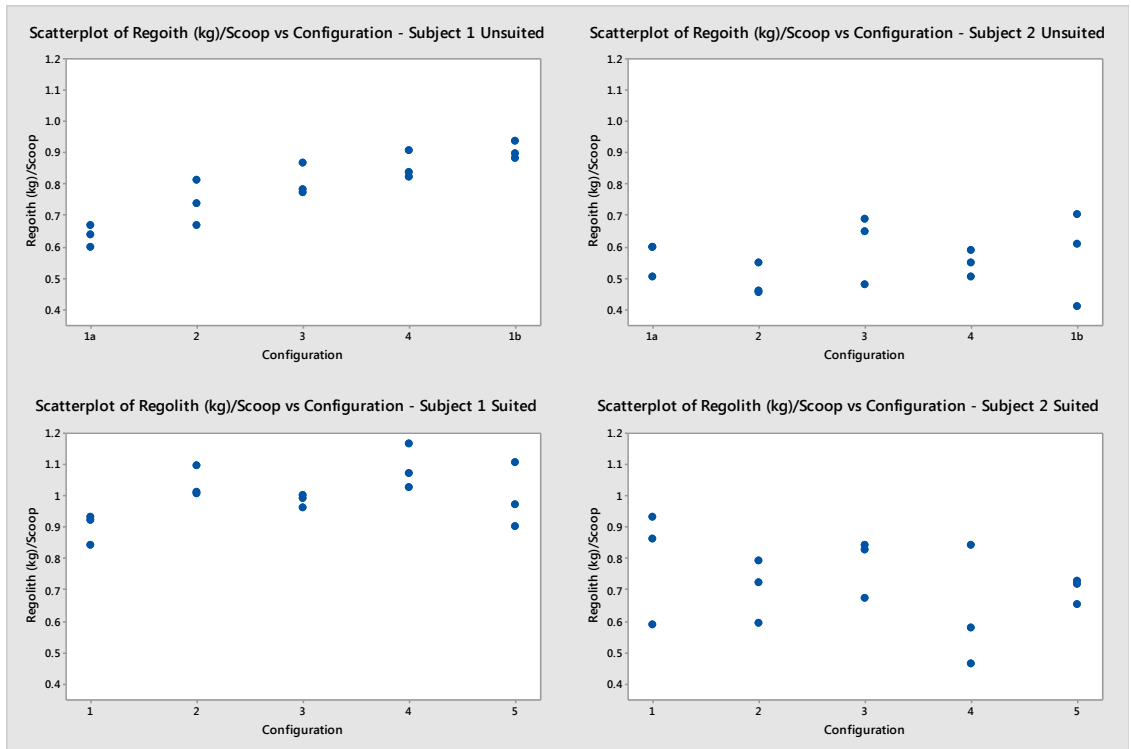 Scatterplot of Regoith (kg)/Scoop vs Configuration - Subject 1 Unsuited
1.2
1.1
1.0
0.9
0.8
0.7
0.6
0.5
0.4
Regoith (kg)/Scoop
1a 2 3 4 1b
Configuration
Scatterplot of Regoith (kg)/Scoop vs Configuration - Subject 2 Unsuited
1.2
1.1
1.0
0.9
0.8
0.7
0.6
0.5
0.4
Regoith (kg)/Scoop
1a 2 3 4 1b
Configuration
Scatterplot of Regolith (kg)/Scoop vs Configuration - Subject 1 Suited
1.2
1.1
1
0.9
0.8
0.7
0.6
0.5
0.4
Regolith (kg)/Scoop
1 2 3 4 5
Configuration
Scatterplot of Regolith (kg)/Scoop vs Configuration - Subject 2 Suited
1.2
1.1
1
0.9
0.8
0.7
0.6
0.5
0.4
Regolith (kg)/Scoop
1 2 3 4 5
Configuration